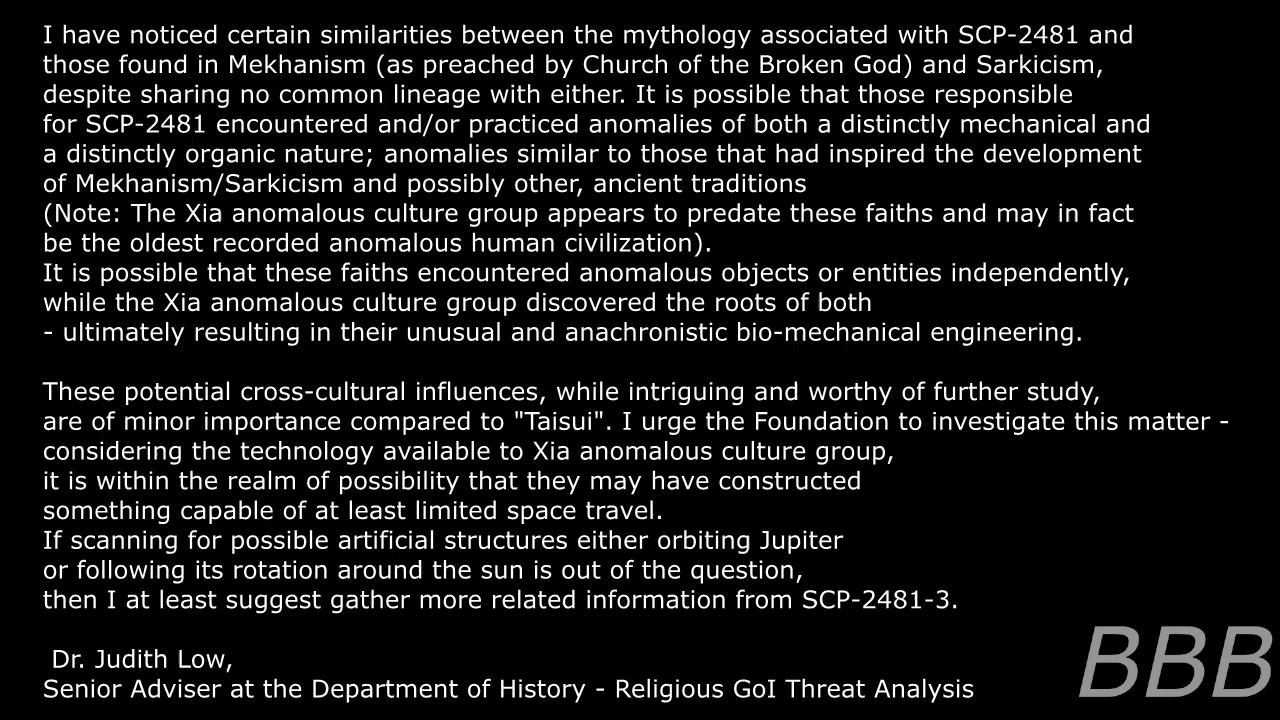 I have noticed certain similarities between the mythology associated with SCP-2481 and
those found in Mekhanism (as preached by Church of the Broken God) and Sarkicism,
despite sharing no common lineage with either. It is possible that those responsible
for SCP-2481 encountered and/or practiced anomalies of both a distinctly mechanical and
a distinctly organic nature; anomalies similar to those that had inspired the development
of Mekhanism/Sarkicism and possibly other, ancient traditions
(Note: The Xia anomalous culture group appears to predate these faiths and may in fact
be the oldest recorded anomalous human civilization).
It is possible that these faiths encountered anomalous objects or entities independently,
while the Xia anomalous culture group discovered the roots of both
- ultimately resulting in their unusual and anachronistic bio-mechanical engineering.
These potential cross-cultural influences, while intriguing and worthy of further study,
are of minor importance compared to "Taisui". I urge the Foundation to investigate this matter -
considering the technology available to Xia anomalous culture group,
it is within the realm of possibility that they may have constructed
something capable of at least limited space travel.
If scanning for possible artificial structures either orbiting Jupiter
or following its rotation around the sun is out of the question,
then I at least suggest gather more related information from SCP-2481-3.
Dr. Judith Low,
Senior Adviser at the Department of History - Religious GoI Threat Analysis
BBB